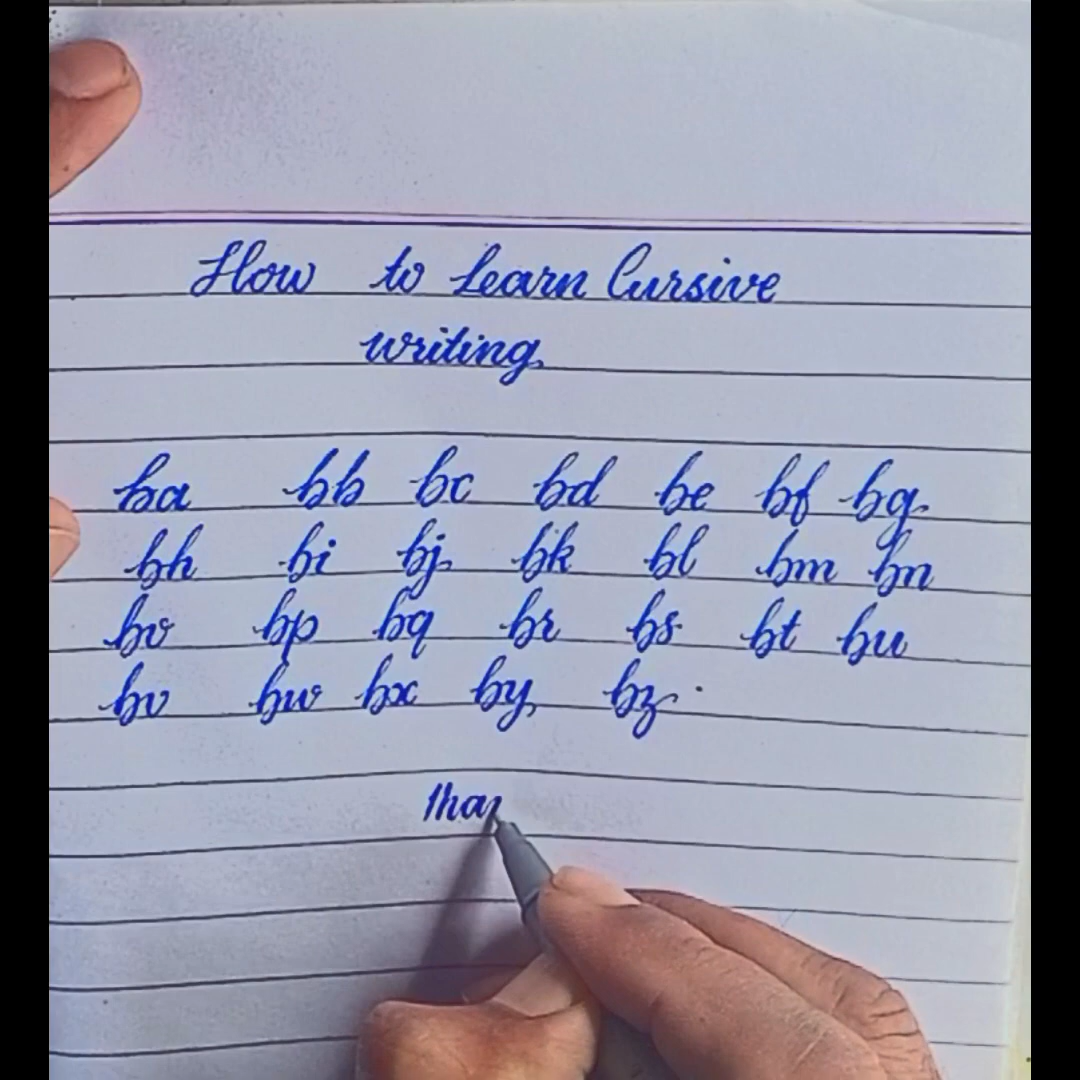 How to Learn Cursive
writing.
ba bb bc bd be bf bg
bh bi bj bk bl bm bn
bo bp bq br bs bt bu
bv bw bx by bz.